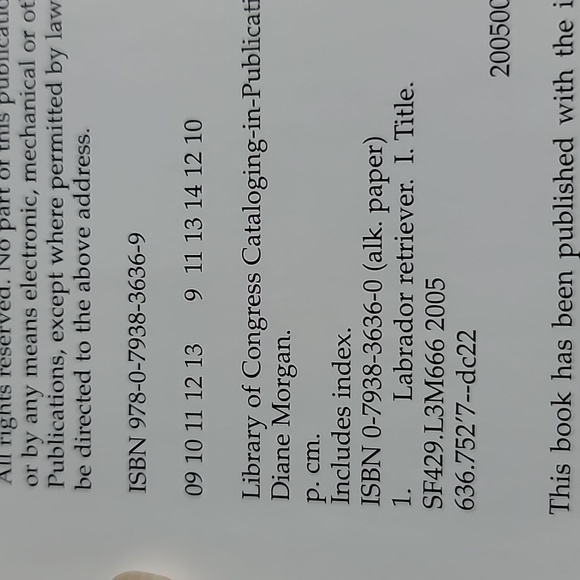 All rights reserved. No part of this publicatio
or by any means electronic, mechanical or ot
Publications, except where permitted by law
be directed to the above address.
ISBN 978-0-7938-3636-9
09 10 11 12 13 9 11 13 14 12 10
Library of Congress Cataloging-in-Publicati
Diane Morgan.
p. cm.
Includes index.
ISBN 0-7938-3636-0 (alk. paper)
1. Labrador retriever. I. Title.
SF429.L3M666 2005
636.752'7--dc22
200500
This book has been published with the i